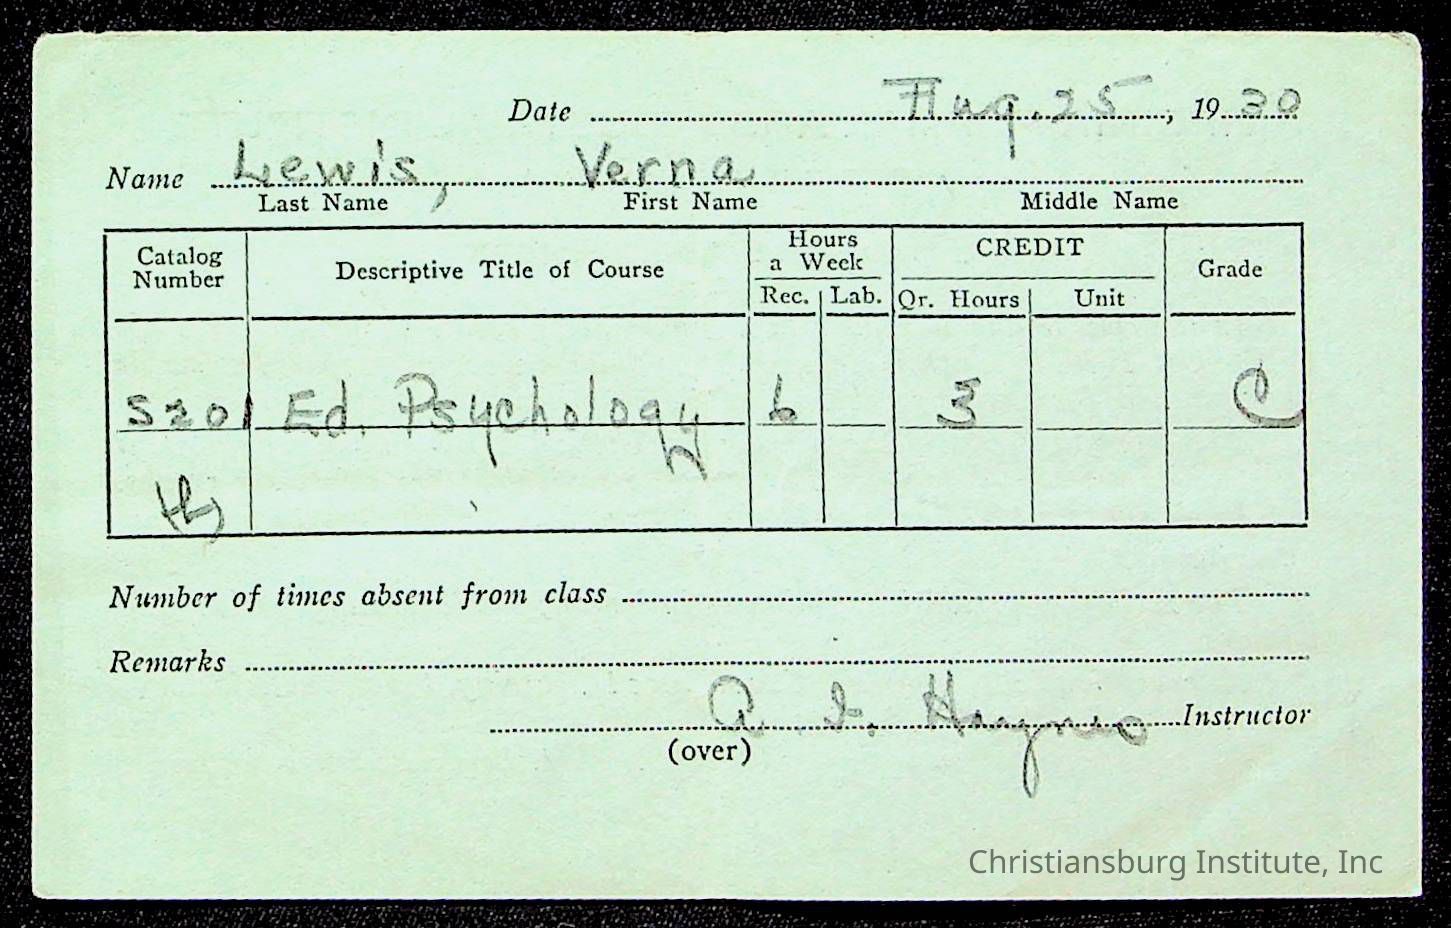 Date Aug. 25, 1930
Name Lewis, Verna
Last Name First Name Middle Name
Catalog Number Descriptive Title of Course Hours a Week CREDIT Grade
Rec. Lab. Qr. Hours Unit
S201 Ed. Psychology 6 3 C
Number of times absent from class
Remarks
Haynes Instructor
(over)
Christiansburg Institute, Inc